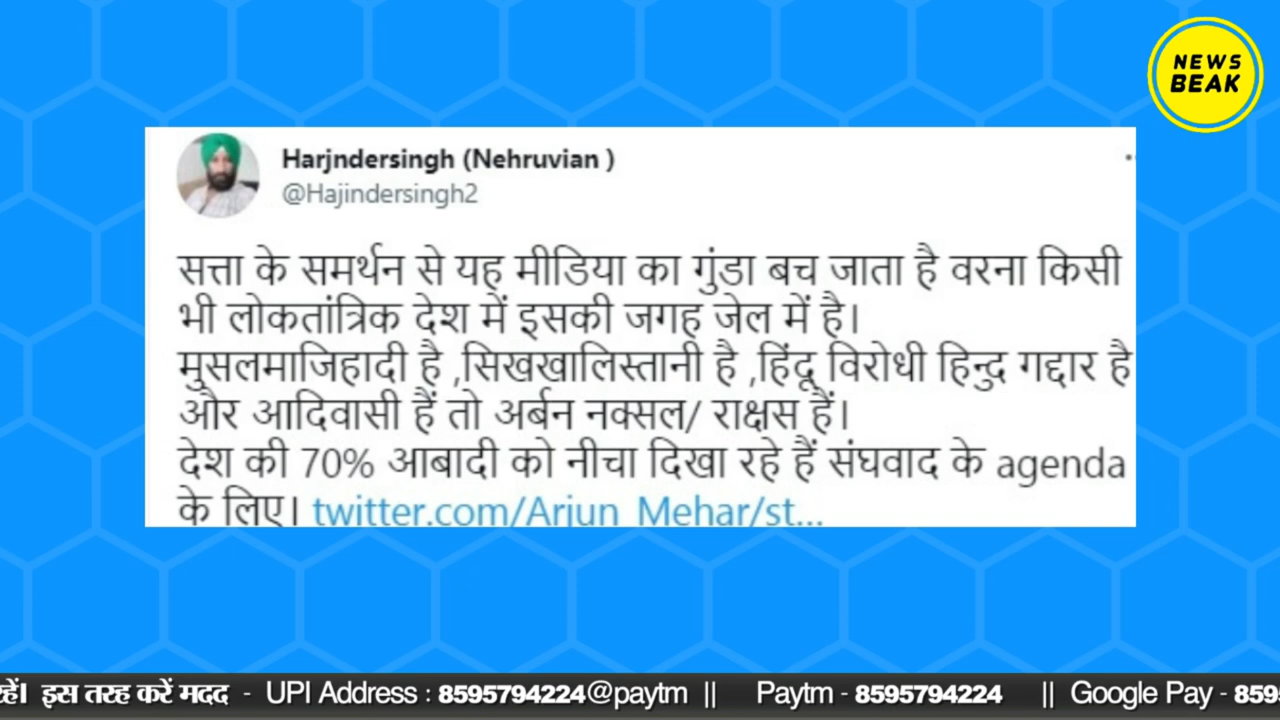 NEWS
BEAK
Harjndersingh (Nehruvian )
@Hajindersingh2
सत्ता के समर्थन से यह मीडिया का गुंडा बच जाता है वरना किसी
भी लोकतांत्रिक देश में इसकी जगह जेल में है।
मुसलमाजिहादी है ,सिखखालिस्तानी है ,हिंदू विरोधी हिन्दु गद्दार है
और आदिवासी हैं तो अर्बन नक्सल/ राक्षस हैं।
देश की 70% आबादी को नीचा दिखा रहे हैं संघवाद के agenda
के लिए। twitter.com/Arjun_Mehar/st...
रहें। इस तरह करें मदद - UPI Address : 8595794224@paytm || Paytm - 8595794224 || Google Pay - 859